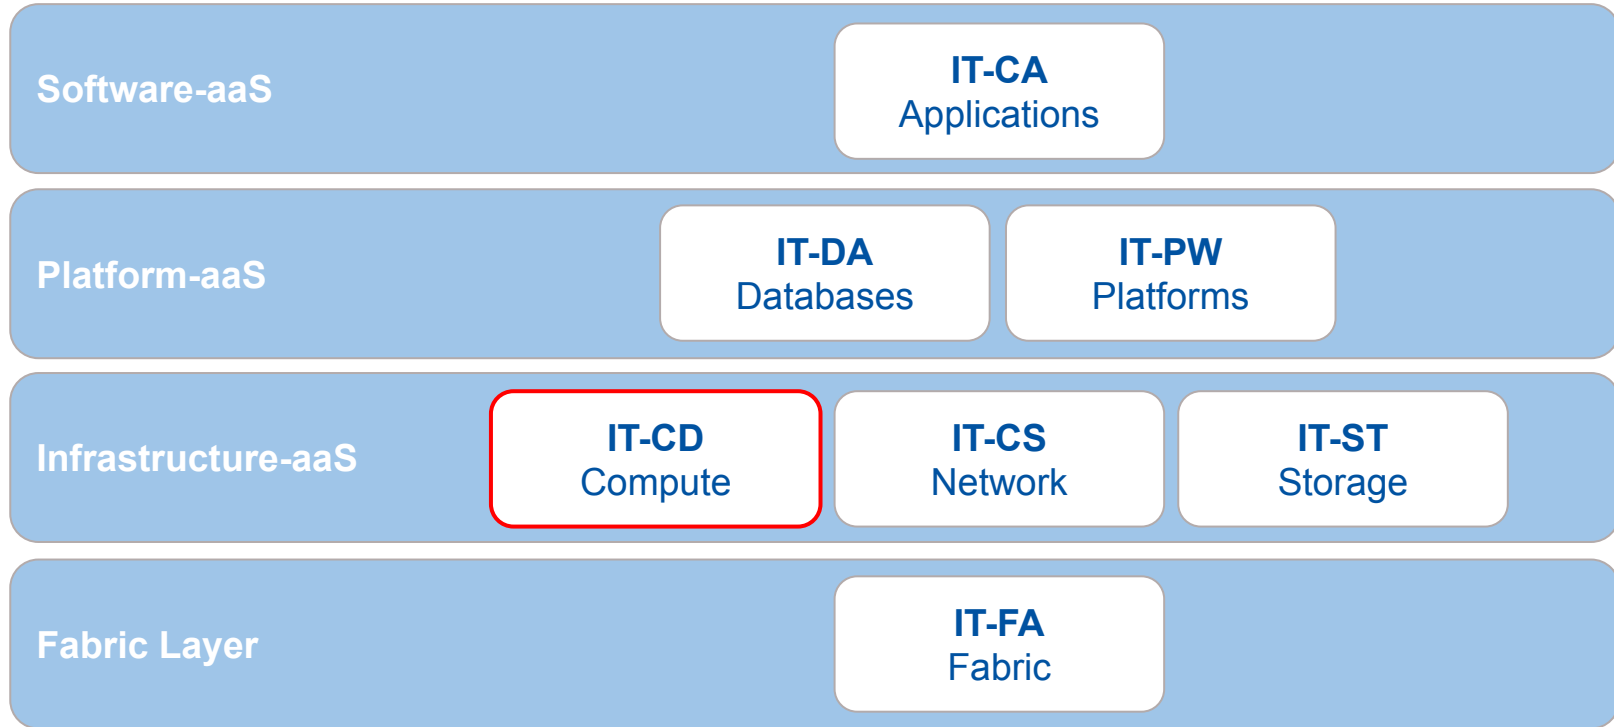 Software-aaS
IT-CA
Applications
Platform-aaS
IT-DA
Databases
IT-PW
Platforms
Infrastructure-aaS
IT-CD
Compute
IT-CS
Network
IT-ST
Storage
Fabric Layer
IT-FA
Fabric